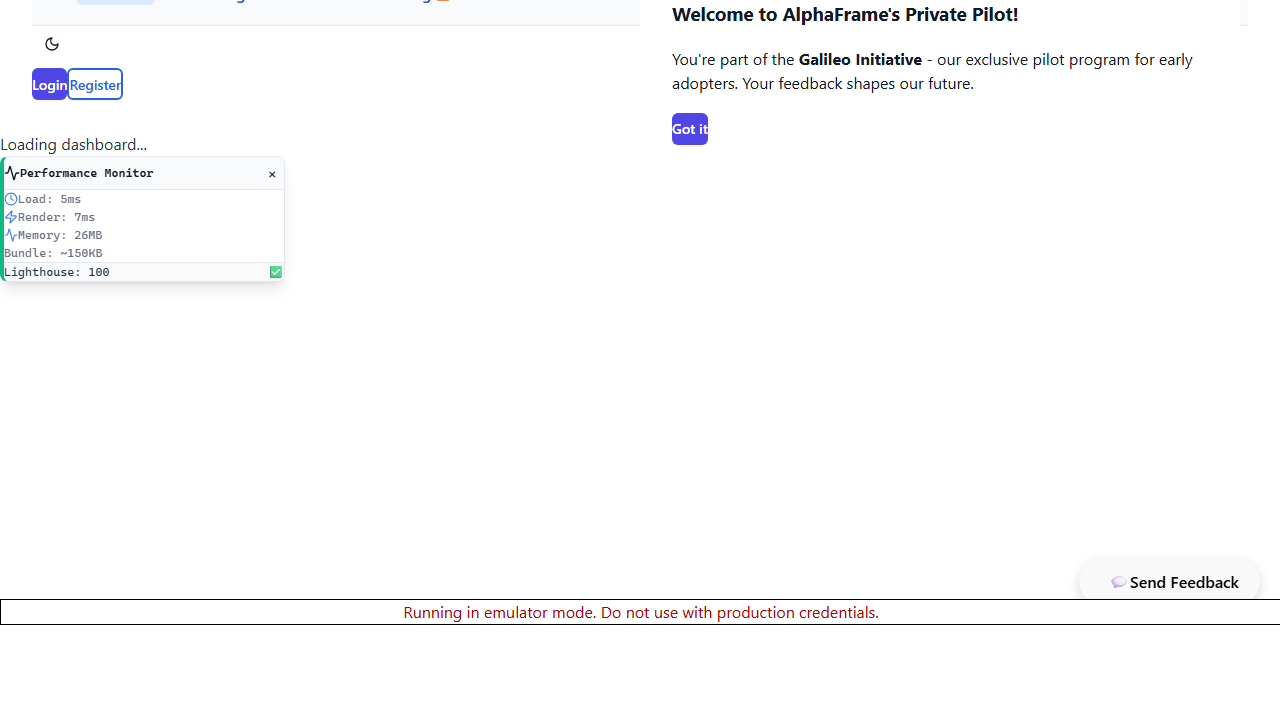 Welcome to AlphaFrame's Private Pilot!
You're part of the Galileo Initiative - our exclusive pilot program for early
adopters. Your feedback shapes our future.
Got it
Login
Register
Loading dashboard...
Performance Monitor
×
Load: 5ms
Render: 7ms
Memory: 26MB
Bundle: ~150KB
Lighthouse: 100 ✅
Send Feedback
Running in emulator mode. Do not use with production credentials.